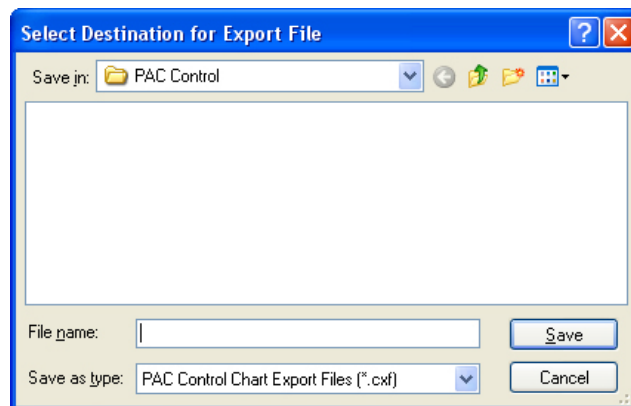 Select Destination for Export File
Save in: PAC Control
File name:
Save
Save as type: PAC Control Chart Export Files (*.cxf)
Cancel